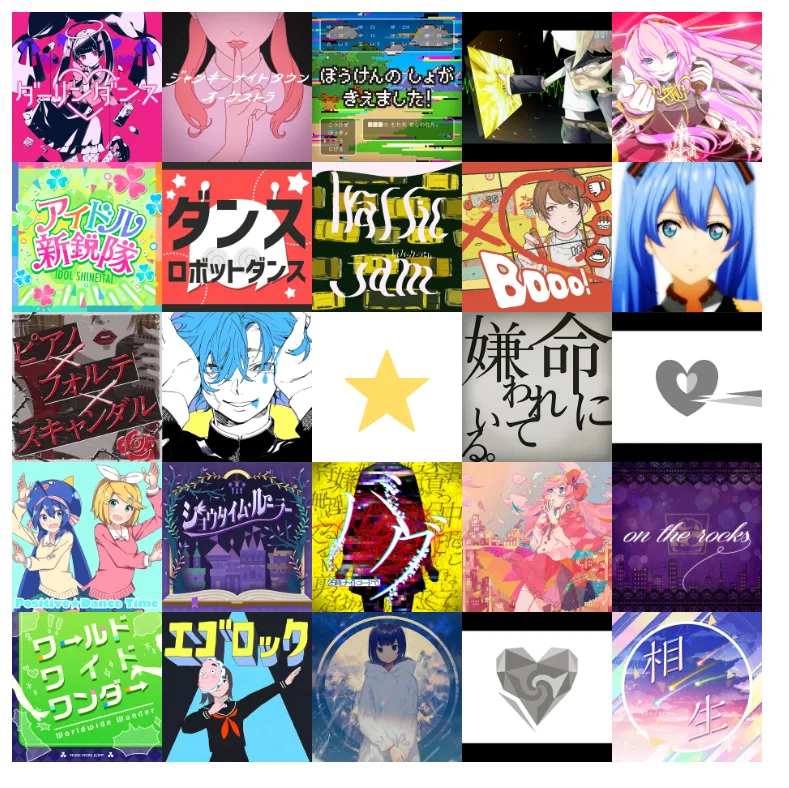 ダーリンダンス
ジャンキーナイトタウン
オーケストラ
ぼうけんの しょが
きえました!
アイドル
新鋭隊
IDOL SHINEITAI
ダンス
ロボットダンス
traffic
jam
BOOO!
ピアノ
×
フォルテ
×
スキャンダル
命に
嫌われて
いる。
Positive☆Dance Time
ショウタイム・ルーラー
バグ
on the rocks
ワールド
ワイド
ワンダー
Worldwide Wander
エゴロック
相
生